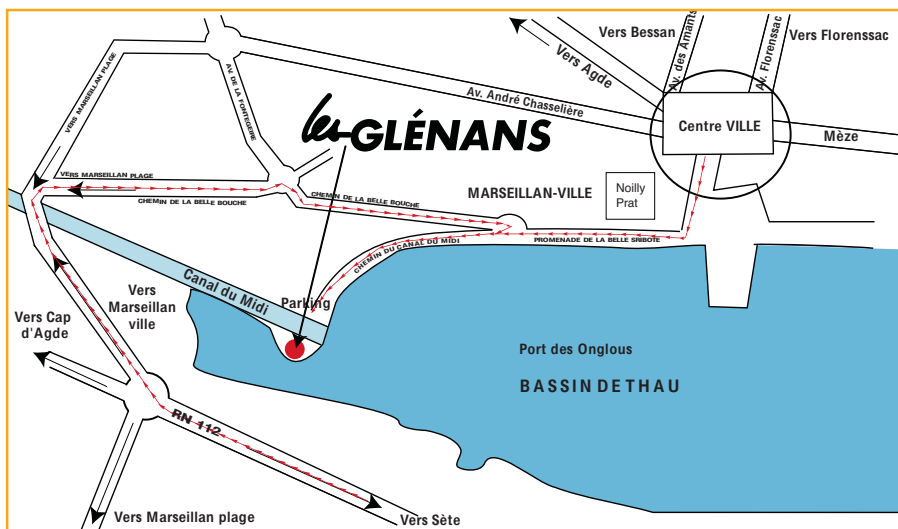 Vers Bessan
Av. des Amants
Av. Florenssac
Vers Florenssac
Vers Agde
VERS MARSEILLAN PLAGE
AV. DE LA FONTEGERE
Av. André Chasselière
Centre VILLE
Mèze
les GLÉNANS
VERS MARSEILLAN PLAGE
CHEMIN DE LA BELLE BOUCHE
CHEMIN DE LA BELLE BOUCHE
MARSEILLAN-VILLE
Noilly
Prat
CHEMIN DU CANAL DU MIDI
PROMENADE DE LA BELLE SRIBOTE
Canal du Midi
Parking
Vers
Marseillan
ville
Vers Cap
d'Agde
Port des Onglous
BASSIN DE THAU
RN 112
Vers Marseillan plage
Vers Sète